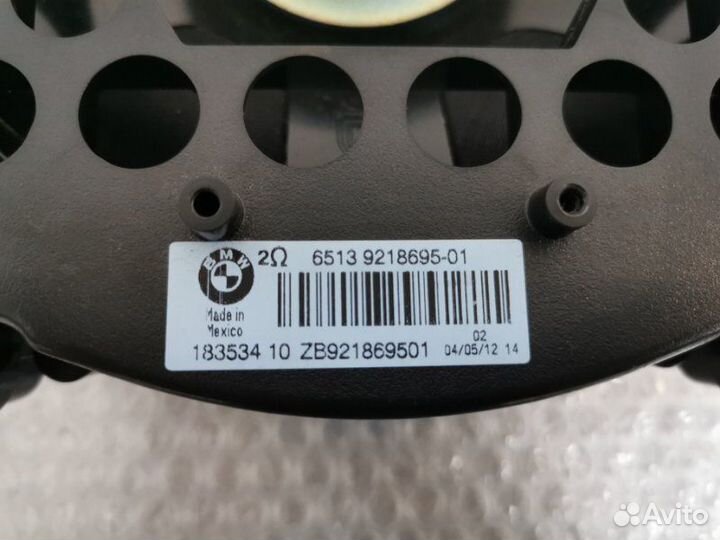 BMW 2Ω 6513 9218695-01
Made in
Mexico
02
183534 10 ZB921869501 04/05/12 14
Avito